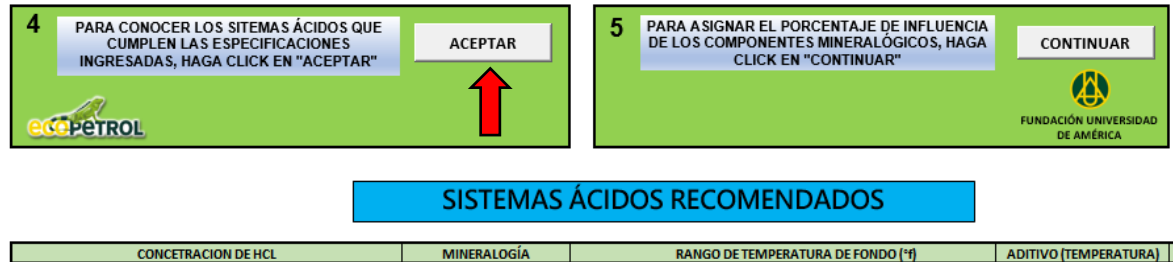 4
PARA CONOCER LOS SITEMAS ÁCIDOS QUE
CUMPLEN LAS ESPECIFICACIONES
INGRESADAS, HAGA CLICK EN "ACEPTAR"
ACEPTAR
ecopetrol
5
PARA ASIGNAR EL PORCENTAJE DE INFLUENCIA
DE LOS COMPONENTES MINERALÓGICOS, HAGA
CLICK EN "CONTINUAR"
CONTINUAR
FUNDACIÓN UNIVERSIDAD
DE AMÉRICA
SISTEMAS ÁCIDOS RECOMENDADOS
CONCETRACION DE HCL MINERALOGÍA RANGO DE TEMPERATURA DE FONDO (°f) ADITIVO (TEMPERATURA)